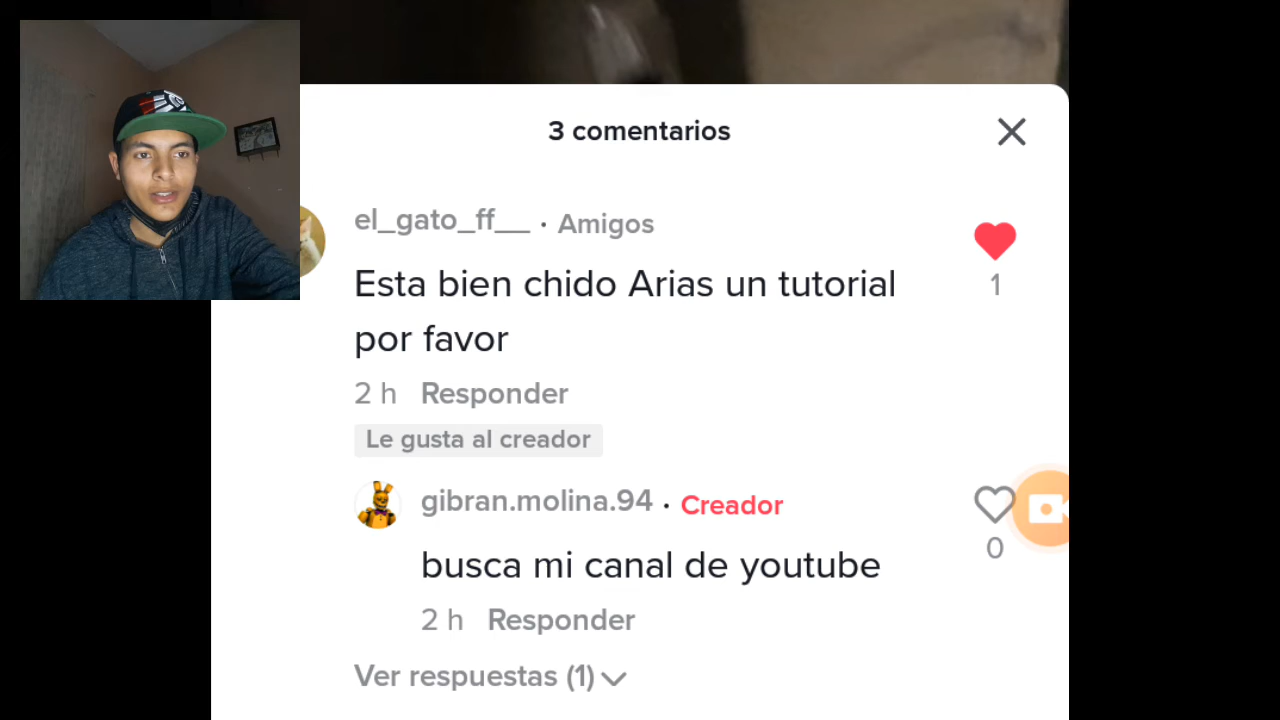 3 comentarios
el_gato_ff__ · Amigos
Esta bien chido Arias un tutorial
por favor
1
2 h Responder
Le gusta al creador
gibran.molina.94 · Creador
busca mi canal de youtube
0
2 h Responder
Ver respuestas (1)